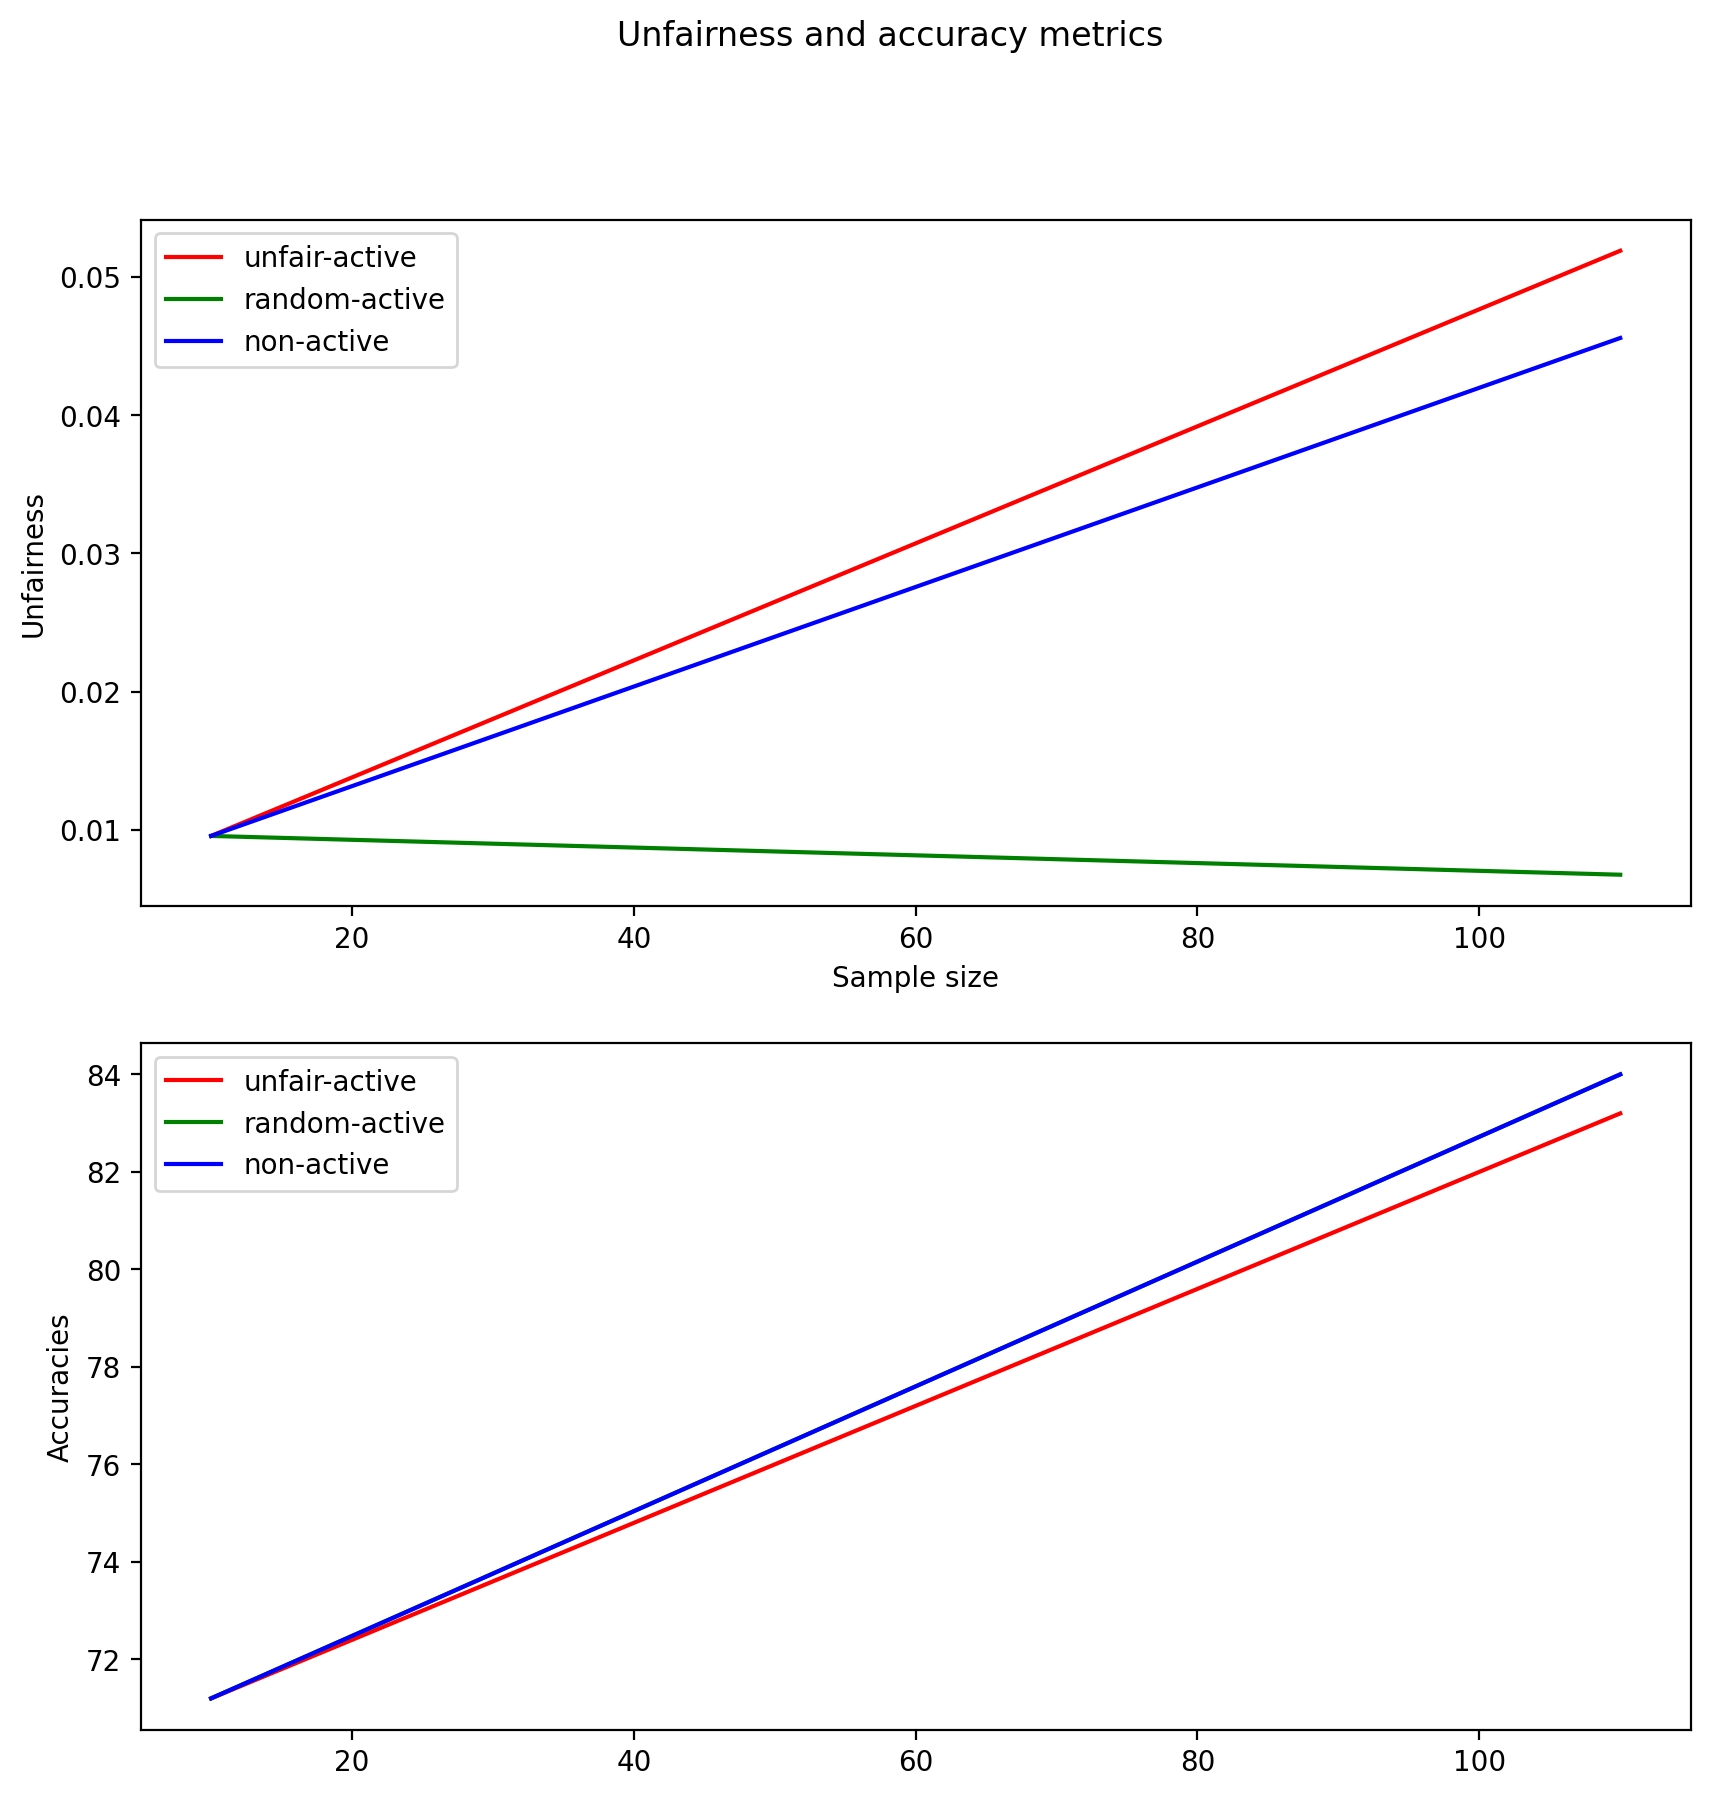 Unfairness and accuracy metrics
unfair-active
random-active
non-active
0.05
0.04
0.03
0.02
0.01
Unfairness
20 40 60 80 100
Sample size
unfair-active
random-active
non-active
84
82
80
78
76
74
72
Accuracies
20 40 60 80 100